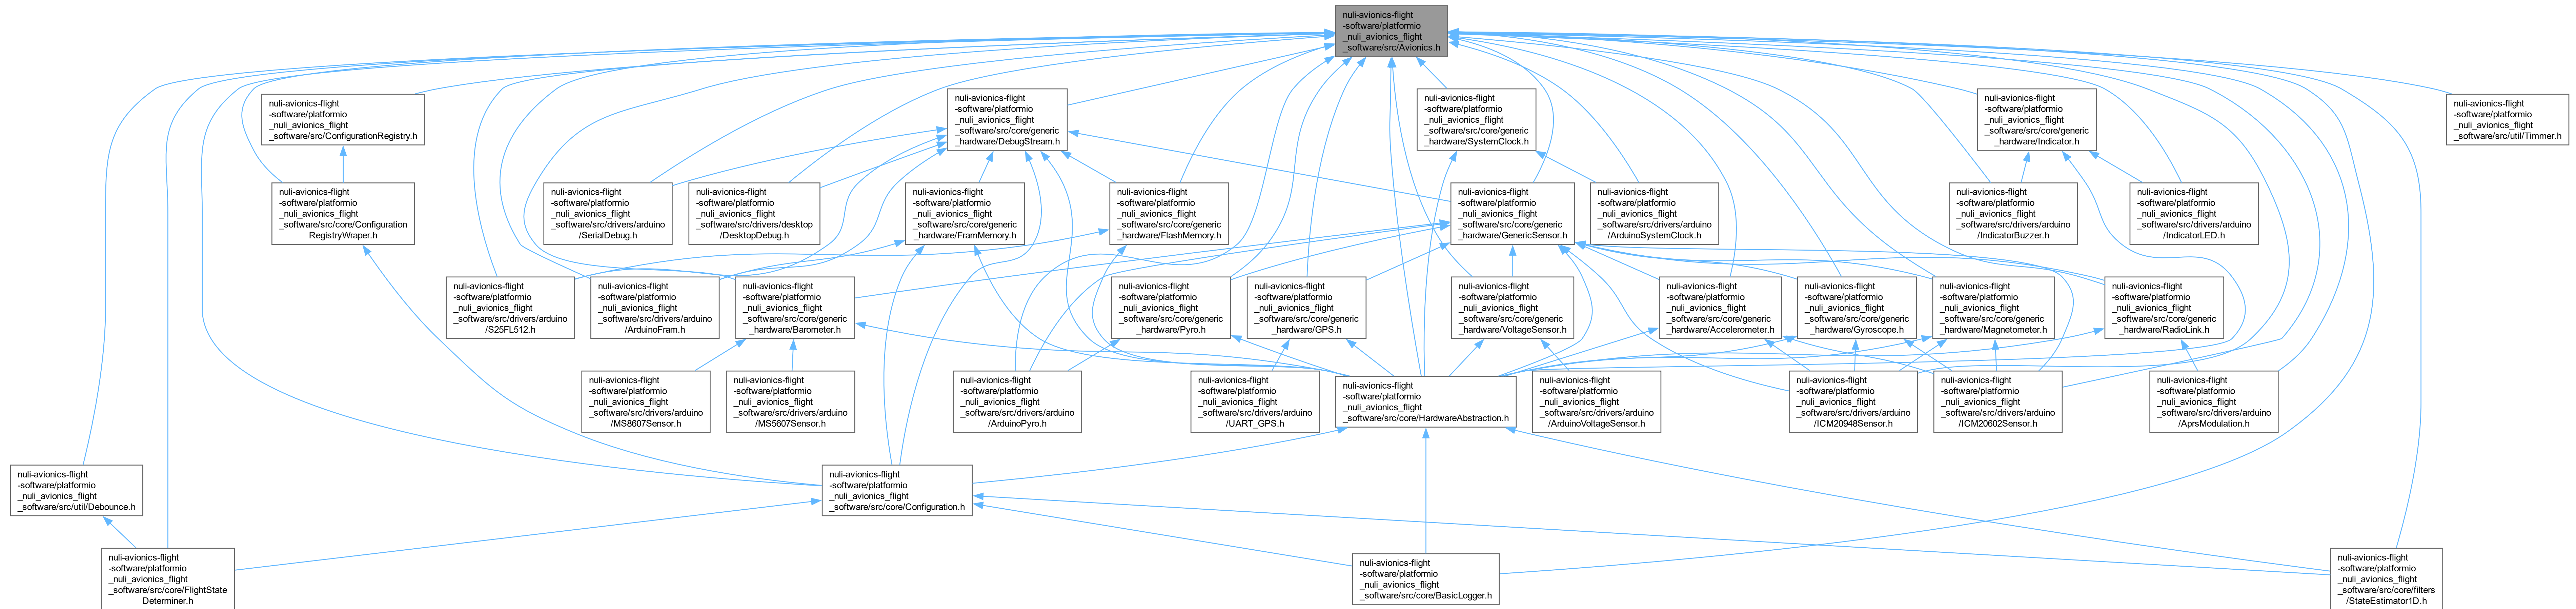 nuli-avionics-flight
-software/platformio
_nuli_avionics_flight
_software/src/Avionics.h
nuli-avionics-flight
-software/platformio
_nuli_avionics_flight
_software/src/ConfigurationRegistry.h
nuli-avionics-flight
-software/platformio
_nuli_avionics_flight
_software/src/core/generic
_hardware/DebugStream.h
nuli-avionics-flight
-software/platformio
_nuli_avionics_flight
_software/src/core/generic
_hardware/SystemClock.h
nuli-avionics-flight
-software/platformio
_nuli_avionics_flight
_software/src/core/generic
_hardware/Indicator.h
nuli-avionics-flight
-software/platformio
_nuli_avionics_flight
_software/src/util/Timmer.h
nuli-avionics-flight
-software/platformio
_nuli_avionics_flight
_software/src/core/Configuration
RegistryWraper.h
nuli-avionics-flight
-software/platformio
_nuli_avionics_flight
_software/src/drivers/arduino
/SerialDebug.h
nuli-avionics-flight
-software/platformio
_nuli_avionics_flight
_software/src/drivers/desktop
/DesktopDebug.h
nuli-avionics-flight
-software/platformio
_nuli_avionics_flight
_software/src/core/generic
_hardware/FramMemory.h
nuli-avionics-flight
-software/platformio
_nuli_avionics_flight
_software/src/core/generic
_hardware/FlashMemory.h
nuli-avionics-flight
-software/platformio
_nuli_avionics_flight
_software/src/core/generic
_hardware/GenericSensor.h
nuli-avionics-flight
-software/platformio
_nuli_avionics_flight
_software/src/drivers/arduino
/ArduinoSystemClock.h
nuli-avionics-flight
-software/platformio
_nuli_avionics_flight
_software/src/drivers/arduino
/IndicatorBuzzer.h
nuli-avionics-flight
-software/platformio
_nuli_avionics_flight
_software/src/drivers/arduino
/IndicatorLED.h
nuli-avionics-flight
-software/platformio
_nuli_avionics_flight
_software/src/drivers/arduino
/S25FL512.h
nuli-avionics-flight
-software/platformio
_nuli_avionics_flight
_software/src/drivers/arduino
/ArduinoFram.h
nuli-avionics-flight
-software/platformio
_nuli_avionics_flight
_software/src/core/generic
_hardware/Barometer.h
nuli-avionics-flight
-software/platformio
_nuli_avionics_flight
_software/src/core/generic
_hardware/Pyro.h
nuli-avionics-flight
-software/platformio
_nuli_avionics_flight
_software/src/core/generic
_hardware/GPS.h
nuli-avionics-flight
-software/platformio
_nuli_avionics_flight
_software/src/core/generic
_hardware/VoltageSensor.h
nuli-avionics-flight
-software/platformio
_nuli_avionics_flight
_software/src/core/generic
_hardware/Accelerometer.h
nuli-avionics-flight
-software/platformio
_nuli_avionics_flight
_software/src/core/generic
_hardware/Gyroscope.h
nuli-avionics-flight
-software/platformio
_nuli_avionics_flight
_software/src/core/generic
_hardware/Magnetometer.h
nuli-avionics-flight
-software/platformio
_nuli_avionics_flight
_software/src/core/generic
_hardware/RadioLink.h
nuli-avionics-flight
-software/platformio
_nuli_avionics_flight
_software/src/drivers/arduino
/MS8607Sensor.h
nuli-avionics-flight
-software/platformio
_nuli_avionics_flight
_software/src/drivers/arduino
/MS5607Sensor.h
nuli-avionics-flight
-software/platformio
_nuli_avionics_flight
_software/src/drivers/arduino
/ArduinoPyro.h
nuli-avionics-flight
-software/platformio
_nuli_avionics_flight
_software/src/drivers/arduino
/UART_GPS.h
nuli-avionics-flight
-software/platformio
_nuli_avionics_flight
_software/src/core/HardwareAbstraction.h
nuli-avionics-flight
-software/platformio
_nuli_avionics_flight
_software/src/drivers/arduino
/ArduinoVoltageSensor.h
nuli-avionics-flight
-software/platformio
_nuli_avionics_flight
_software/src/drivers/arduino
/ICM20948Sensor.h
nuli-avionics-flight
-software/platformio
_nuli_avionics_flight
_software/src/drivers/arduino
/ICM20602Sensor.h
nuli-avionics-flight
-software/platformio
_nuli_avionics_flight
_software/src/drivers/arduino
/AprsModulation.h
nuli-avionics-flight
-software/platformio
_nuli_avionics_flight
_software/src/util/Debounce.h
nuli-avionics-flight
-software/platformio
_nuli_avionics_flight
_software/src/core/Configuration.h
nuli-avionics-flight
-software/platformio
_nuli_avionics_flight
_software/src/core/FlightState
Determiner.h
nuli-avionics-flight
-software/platformio
_nuli_avionics_flight
_software/src/core/BasicLogger.h
nuli-avionics-flight
-software/platformio
_nuli_avionics_flight
_software/src/core/filters
/StateEstimator1D.h